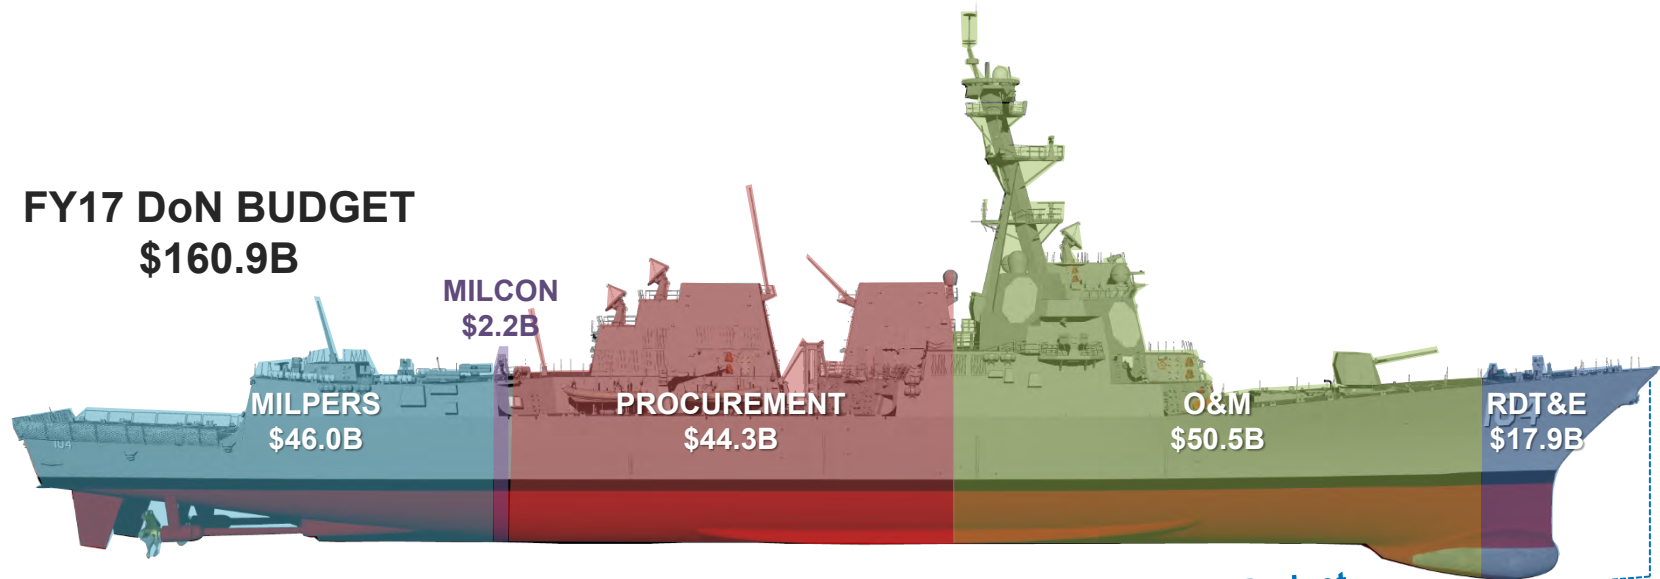 FY17 DoN BUDGET
$160.9B
MILCON
$2.2B
MILPERS
$46.0B
PROCUREMENT
$44.3B
O&M
$50.5B
RDT&E
$17.9B
104